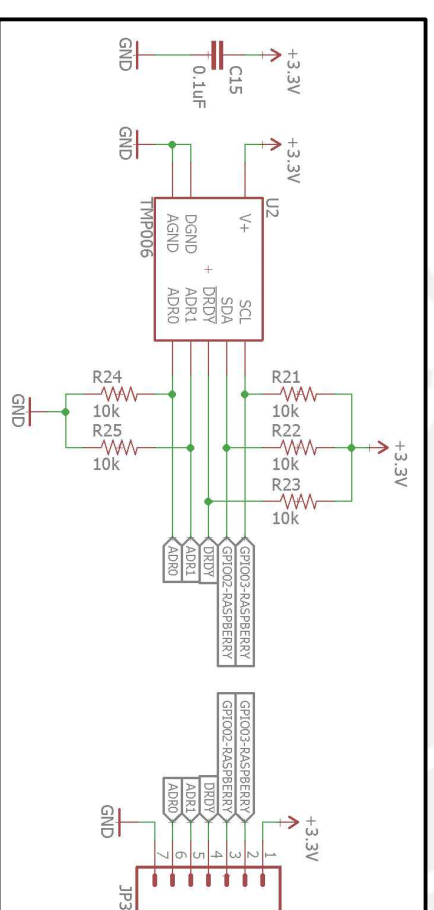 GND
C15
0.1uF
+3.3V
GND
+3.3V
U2
TMP006
V+
DGND
AGND
SCL
SDA
DRDY
ADR1
ADR0
R24
10k
R25
10k
GND
R21
10k
R22
10k
R23
10k
+3.3V
GPIO03-RASPBERRY
GPIO02-RASPBERRY
DRDY
ADR1
ADR0
GPIO03-RASPBERRY
GPIO02-RASPBERRY
DRDY
ADR1
ADR0
GND
+3.3V
1
2
3
4
5
6
7
JP3